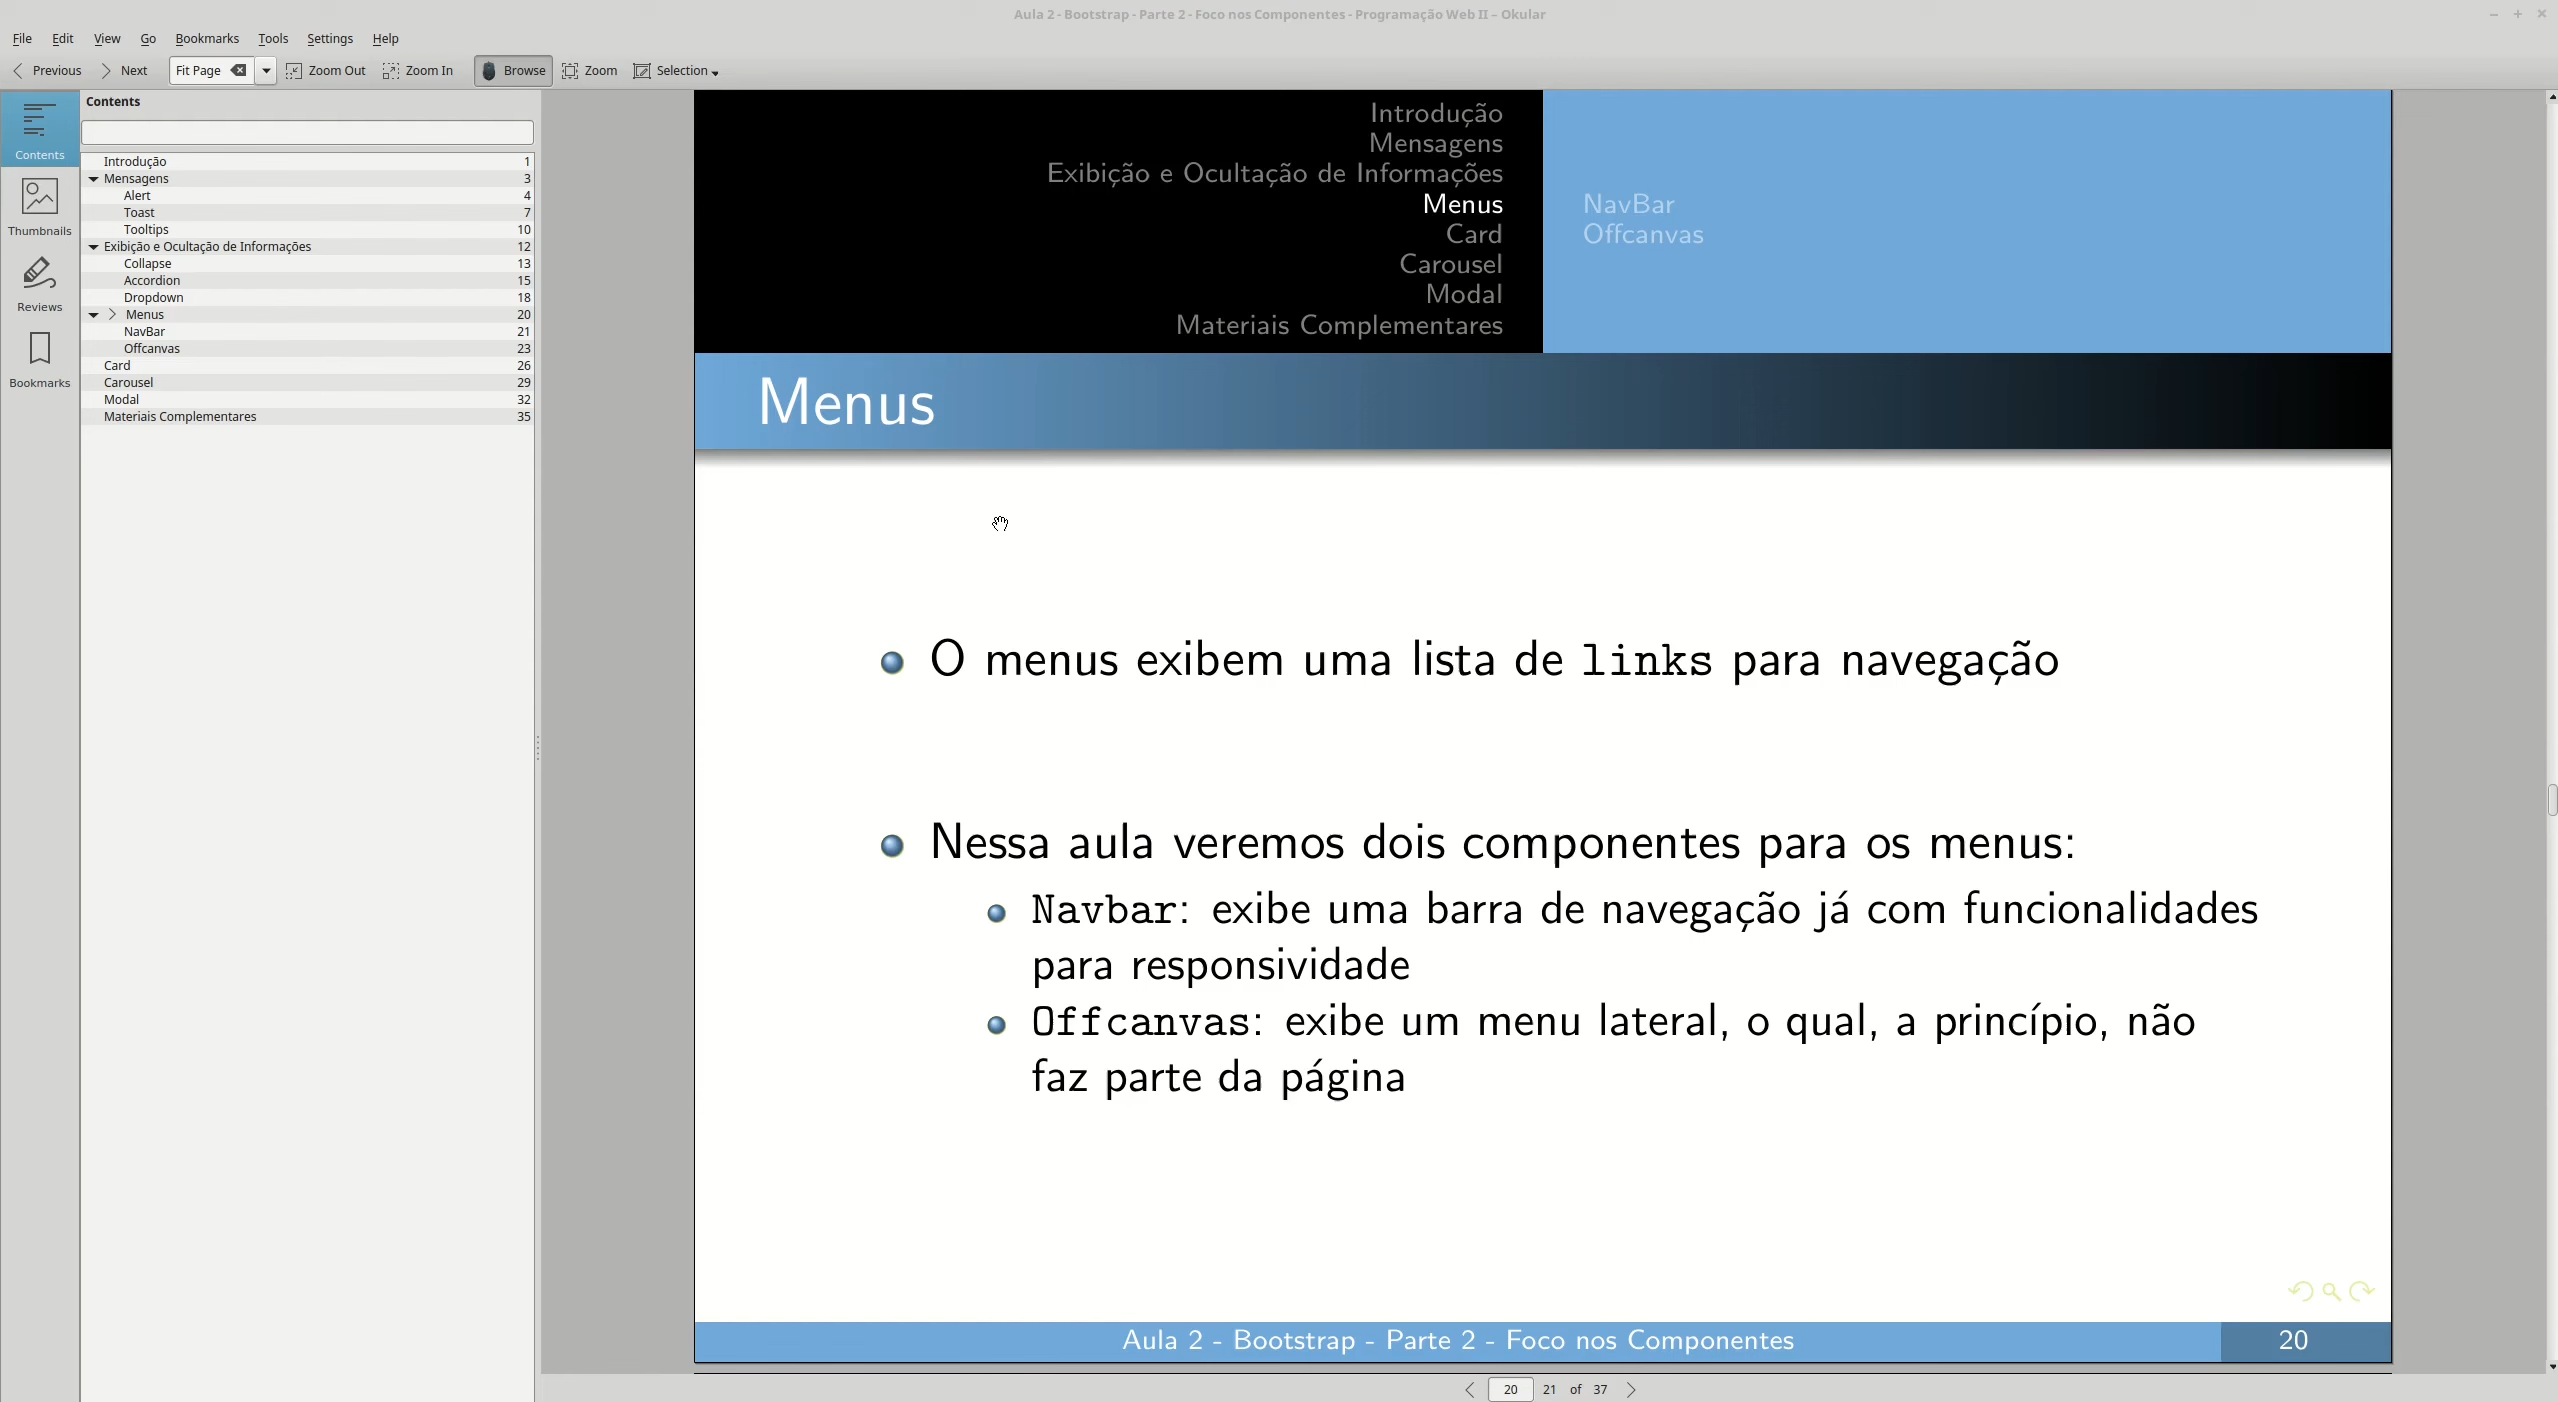 Aula 2 - Bootstrap - Parte 2 - Foco nos Componentes - Programação Web II – Okular
File Edit View Go Bookmarks Tools Settings Help
Previous Next Fit Page Zoom Out Zoom In Browse Zoom Selection
Contents
Contents
Thumbnails
Reviews
Bookmarks
Introdução 1
Mensagens 3
Alert 4
Toast 7
Tooltips 10
Exibição e Ocultação de Informações 12
Collapse 13
Accordion 15
Dropdown 18
Menus 20
NavBar 21
Offcanvas 23
Card 26
Carousel 29
Modal 32
Materiais Complementares 35
Introdução
Mensagens
Exibição e Ocultação de Informações
Menus
Card
Carousel
Modal
Materiais Complementares
NavBar
Offcanvas
Menus
O menus exibem uma lista de links para navegação
Nessa aula veremos dois componentes para os menus:
Navbar: exibe uma barra de navegação já com funcionalidades
para responsividade
Offcanvas: exibe um menu lateral, o qual, a princípio, não
faz parte da página
Aula 2 - Bootstrap - Parte 2 - Foco nos Componentes 20
20 21 of 37